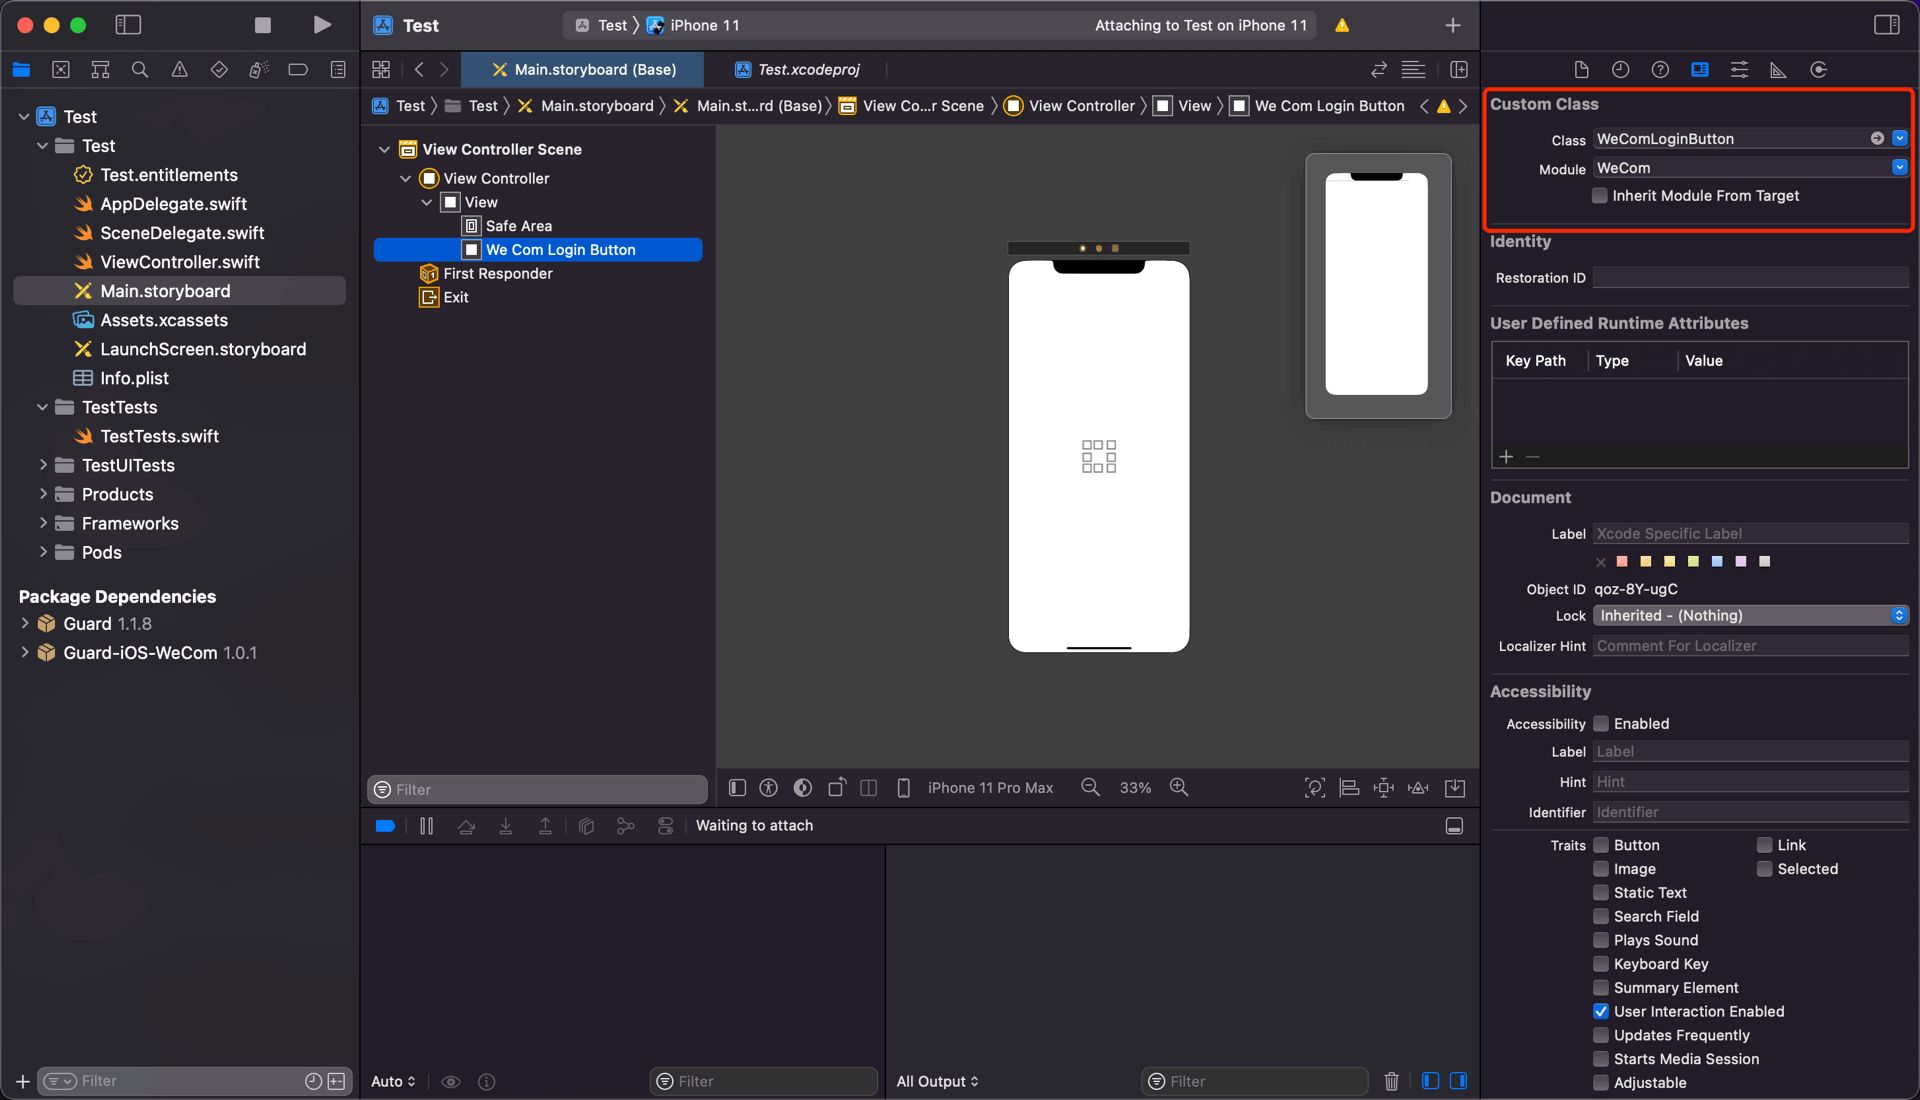 Test
Test
iPhone 11
Attaching to Test on iPhone 11
Main.storyboard (Base)
Test.xcodeproj
Test
Test
Main.storyboard
Main.st...rd (Base)
View Co...r Scene
View Controller
View
We Com Login Button
Test
Test
Test.entitlements
AppDelegate.swift
SceneDelegate.swift
ViewController.swift
Main.storyboard
Assets.xcassets
LaunchScreen.storyboard
Info.plist
TestTests
TestTests.swift
TestUITests
Products
Frameworks
Pods
Package Dependencies
Guard 1.1.8
Guard-iOS-WeCom 1.0.1
Filter
View Controller Scene
View Controller
View
Safe Area
We Com Login Button
First Responder
Exit
Filter
iPhone 11 Pro Max
33%
Waiting to attach
Auto
Filter
All Output
Filter
Custom Class
Class WeComLoginButton
Module WeCom
Inherit Module From Target
Identity
Restoration ID
User Defined Runtime Attributes
Key Path Type Value
Document
Label Xcode Specific Label
Object ID qoz-8Y-ugC
Lock Inherited - (Nothing)
Localizer Hint Comment For Localizer
Accessibility
Accessibility Enabled
Label Label
Hint Hint
Identifier Identifier
Traits Button Link
Image Selected
Static Text
Search Field
Plays Sound
Keyboard Key
Summary Element
User Interaction Enabled
Updates Frequently
Starts Media Session
Adjustable